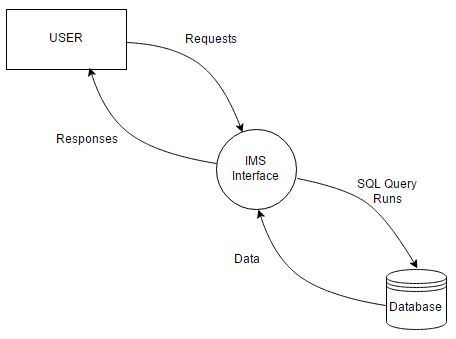 USER
Requests
Responses
IMS
Interface
SQL Query
Runs
Data
Database